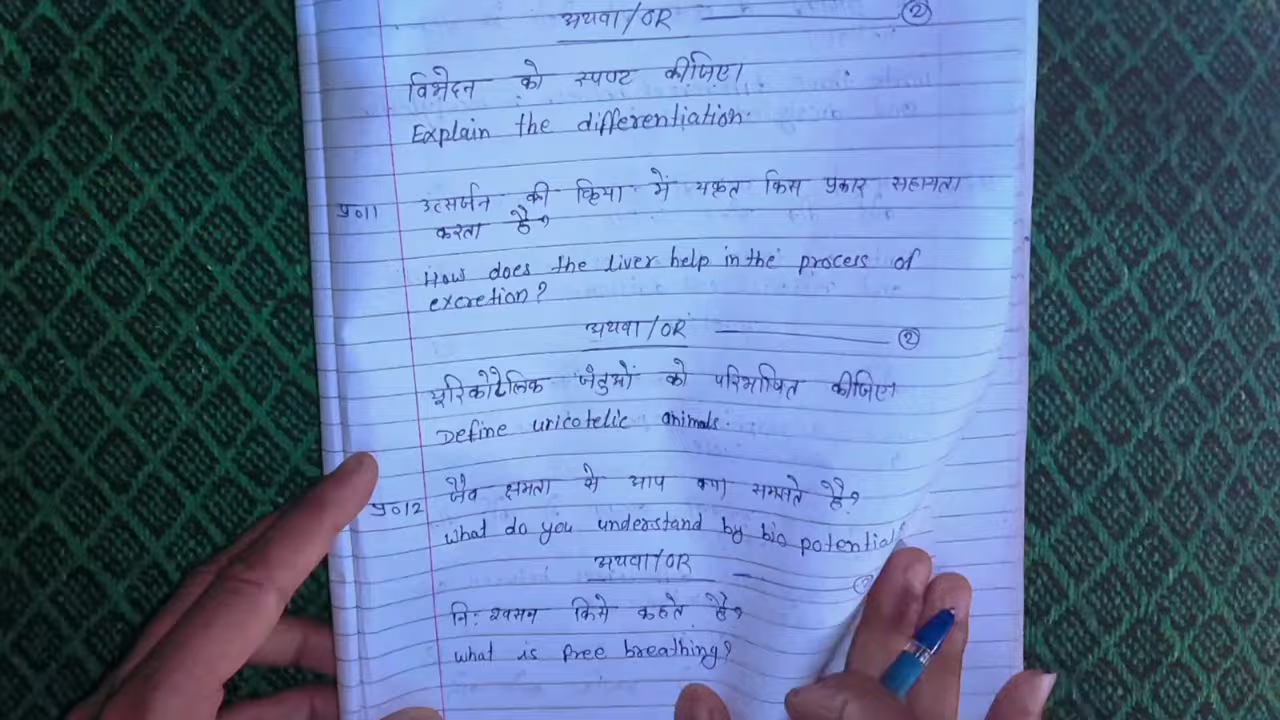 अथवा/OR ②
विभेदन को स्पष्ट कीजिए।
Explain the differentiation.
प्र011 उत्सर्जन की क्रिया में यकृत किस प्रकार सहायता
करता है?
How does the liver help in the process of
excretion?
अथवा/OR ②
यूरिकोटेलिक जंतुओं को परिभाषित कीजिए।
Define uricotelic animals.
प्र012 जैव क्षमता से आप क्या समझते है?
What do you understand by bio potential?
अथवा/OR ②
नि: श्वसन किसे कहते है?
what is free breathing?